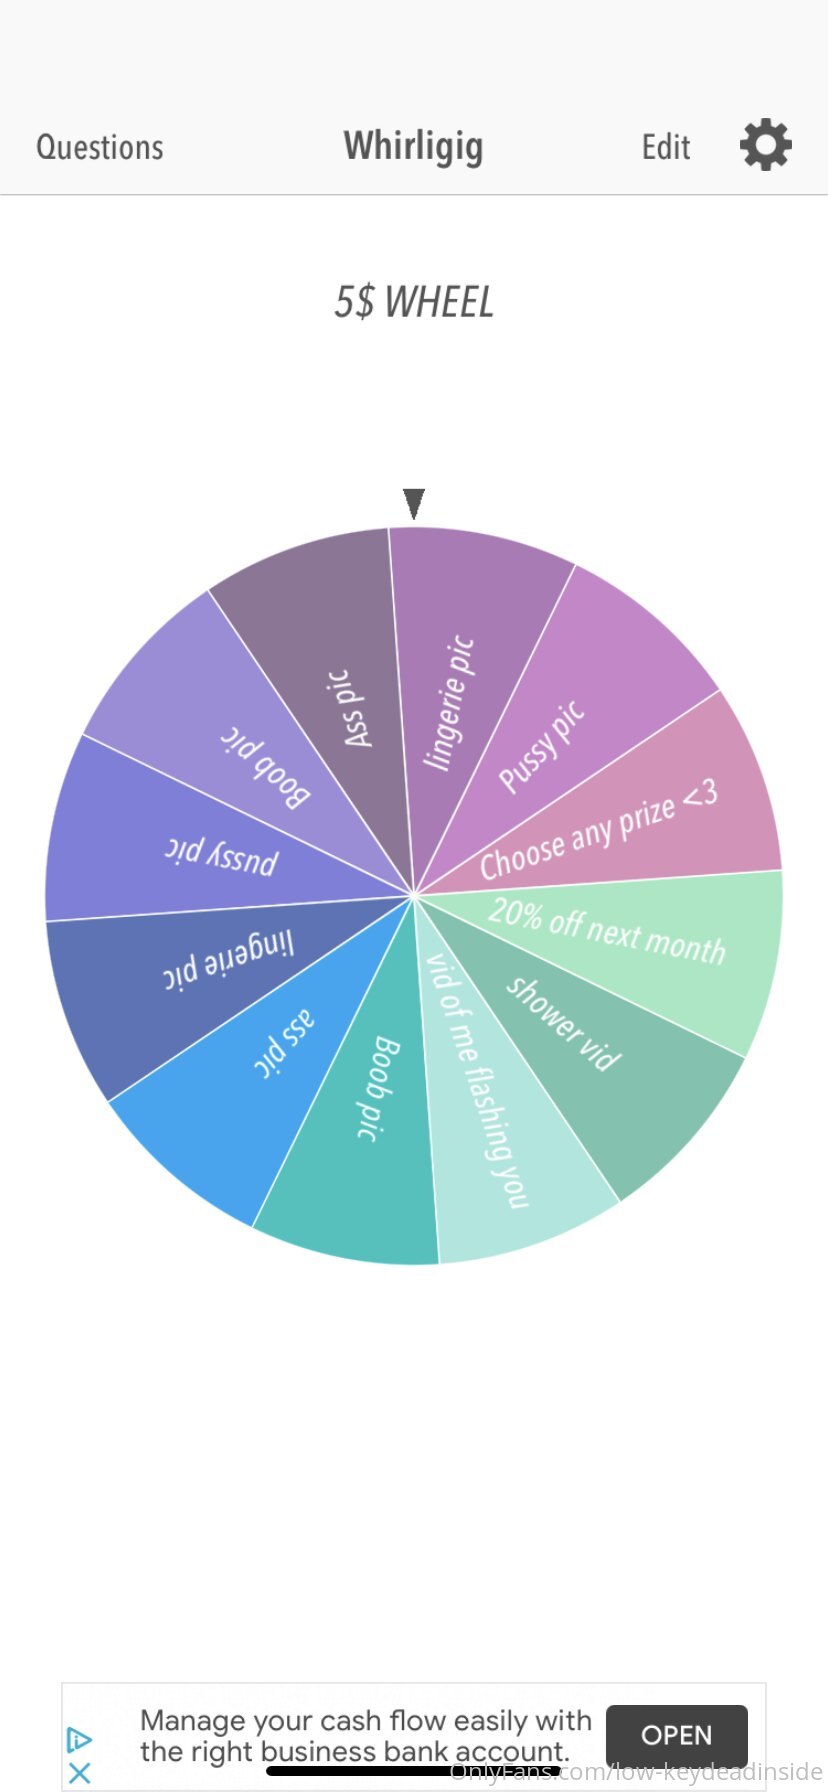 Questions
Whirligig
Edit
5$ WHEEL
lingerie pic
Pussy pic
Choose any prize <3
20% off next month
shower vid
vid of me flashing you
Boob pic
ass pic
lingerie pic
pussy pic
Boob pic
Ass pic
Manage your cash flow easily with
the right business bank account.
OPEN
OnlyFans.com/low-keydeadinside